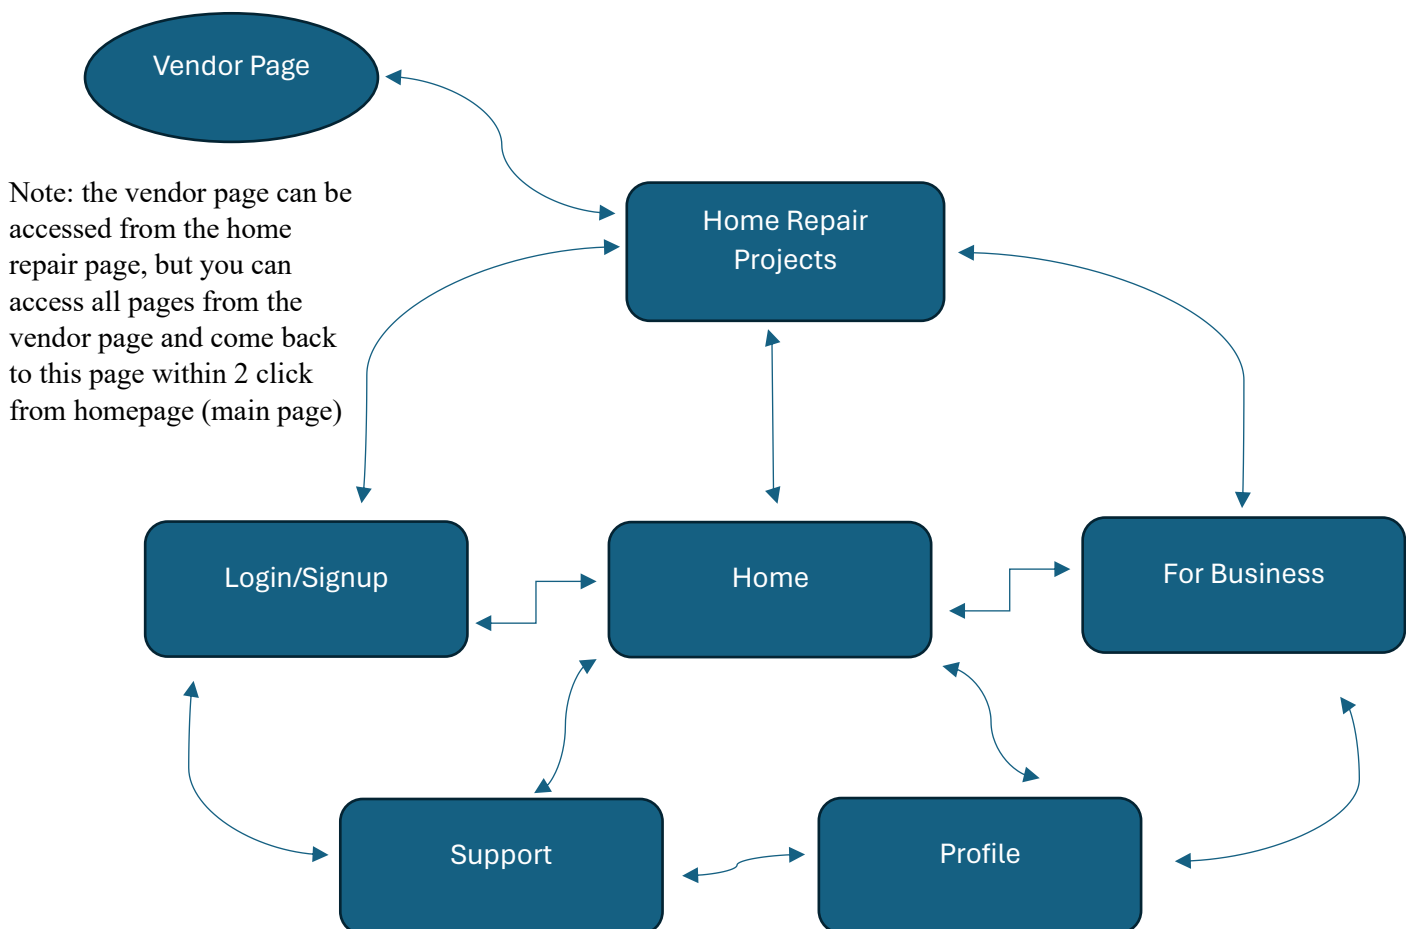 Vendor Page
Note: the vendor page can be
accessed from the home
repair page, but you can
access all pages from the
vendor page and come back
to this page within 2 click
from homepage (main page)
Home Repair
Projects
Login/Signup
Home
For Business
Support
Profile